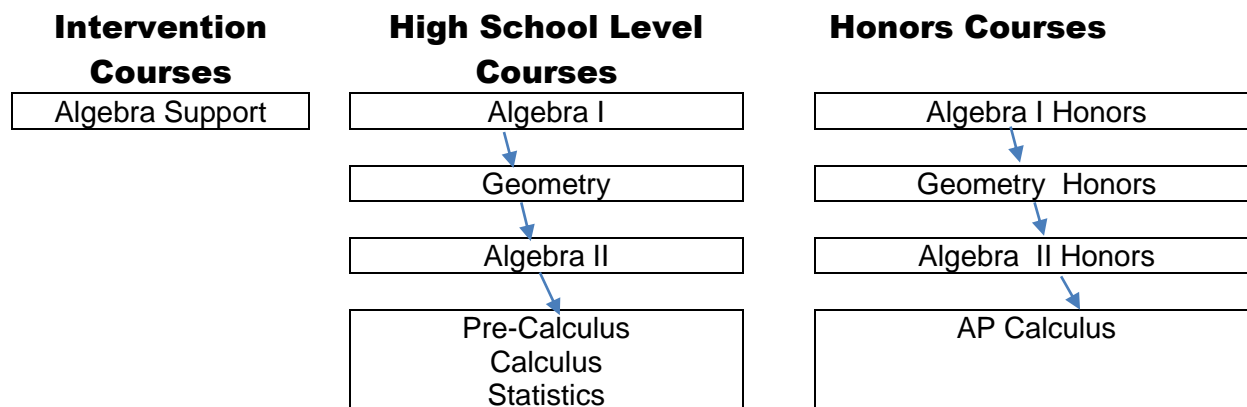 Intervention
Courses
Algebra Support
High School Level
Courses
Algebra I
Geometry
Algebra II
Pre-Calculus
Calculus
Statistics
Honors Courses
Algebra I Honors
Geometry  Honors
Algebra  II Honors
AP Calculus